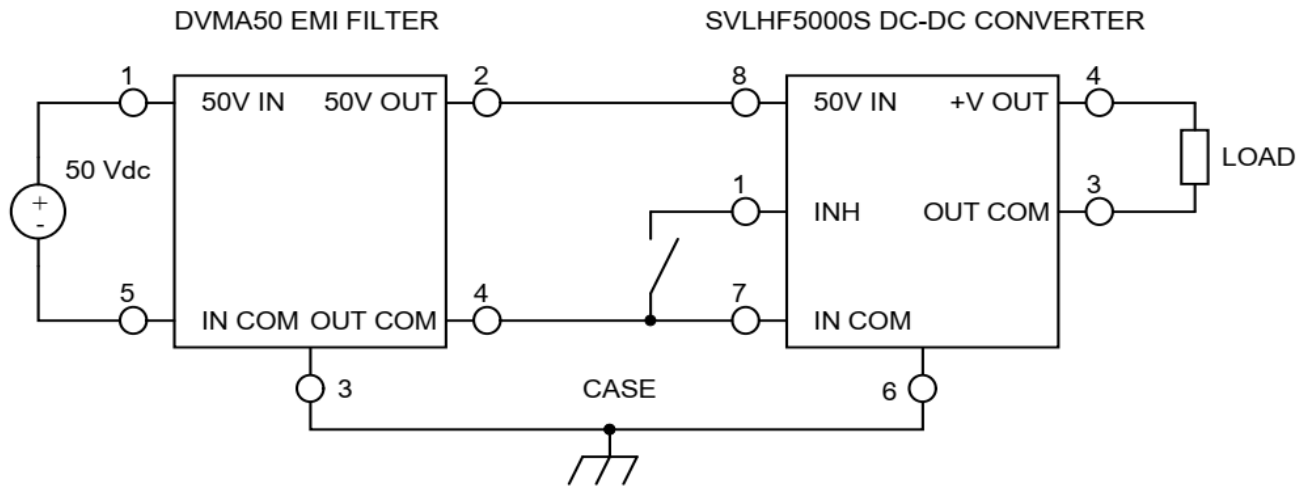 DVMA50 EMI FILTER
SVLHF5000S DC-DC CONVERTER
1
50V IN
50V OUT
2
8
50V IN
+V OUT
4
50 Vdc
+
-
1
INH
OUT COM
3
LOAD
5
IN COM
OUT COM
4
7
IN COM
3
CASE
6